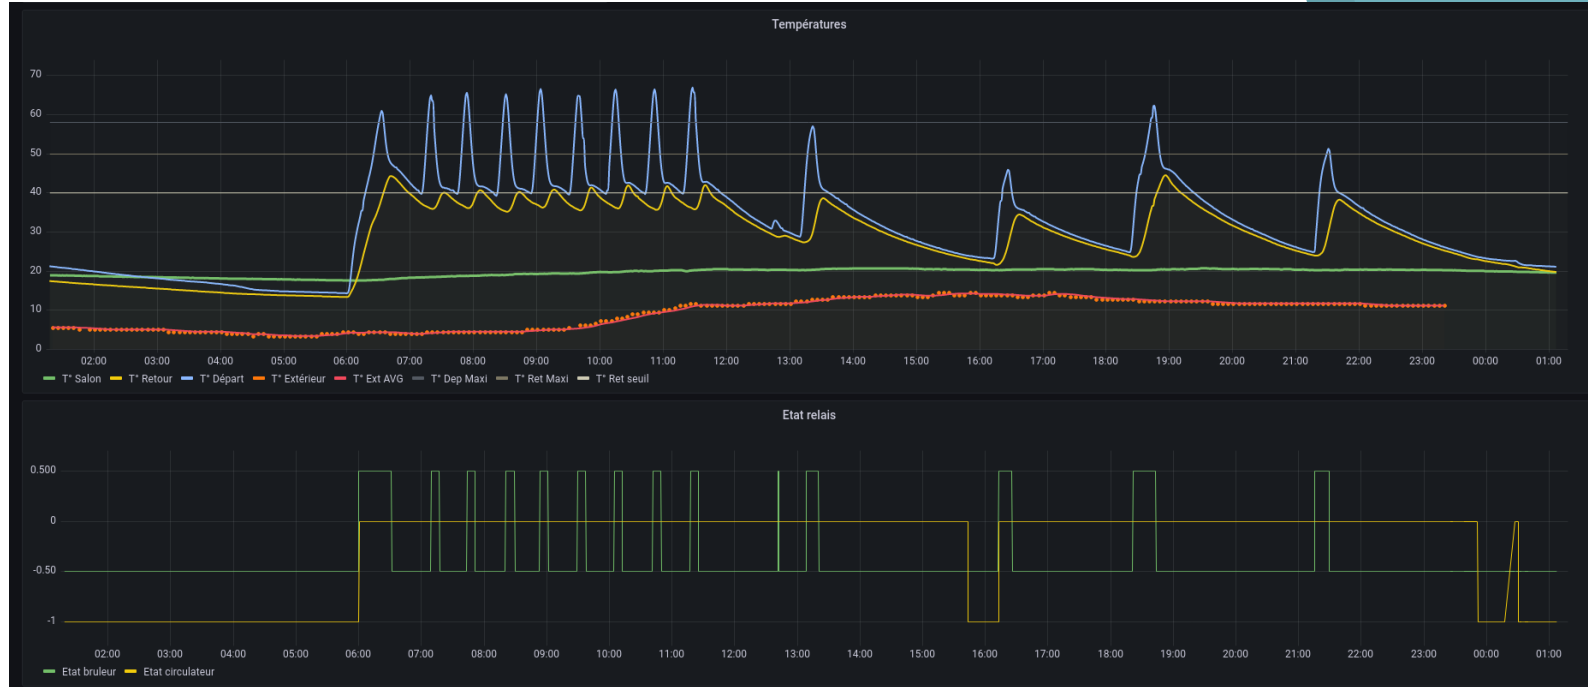 Températures
70
60
50
40
30
20
10
0
02:00 03:00 04:00 05:00 06:00 07:00 08:00 09:00 10:00 11:00 12:00 13:00 14:00 15:00 16:00 17:00 18:00 19:00 20:00 21:00 22:00 23:00 00:00 01:00
T° Salon T° Retour T° Départ T° Extérieur T° Ext AVG T° Dep Maxi T° Ret Maxi T° Ret seuil
Etat relais
0.500
0
-0.50
-1
02:00 03:00 04:00 05:00 06:00 07:00 08:00 09:00 10:00 11:00 12:00 13:00 14:00 15:00 16:00 17:00 18:00 19:00 20:00 21:00 22:00 23:00 00:00 01:00
Etat bruleur Etat circulateur